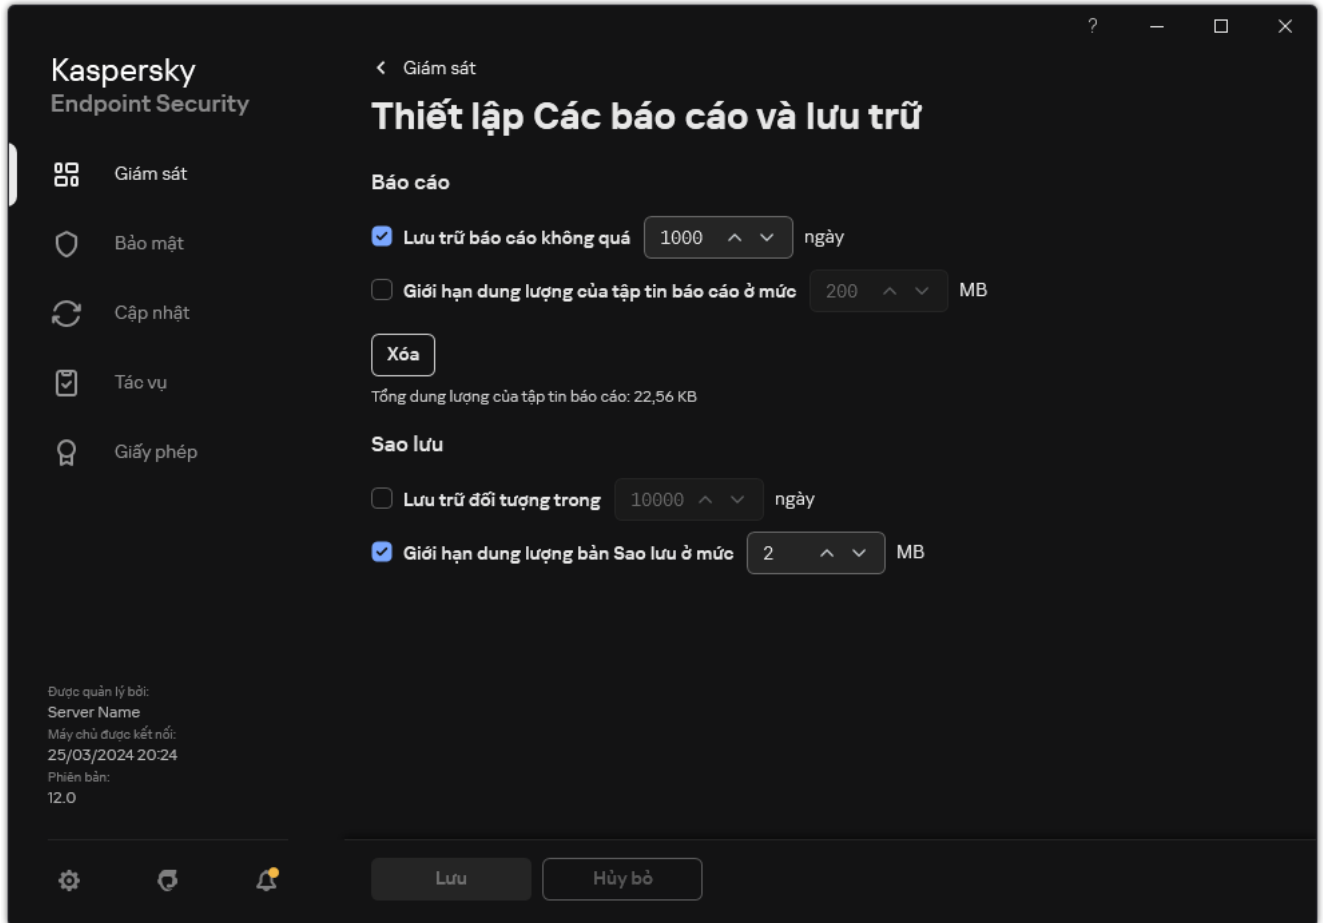 ?
Kaspersky
Endpoint Security
Giám sát
Bảo mật
Cập nhật
Tác vụ
Giấy phép
Được quản lý bởi:
Server Name
Máy chủ được kết nối:
25/03/2024 20:24
Phiên bản:
12.0
Giám sát
Thiết lập Các báo cáo và lưu trữ
Báo cáo
Lưu trữ báo cáo không quá 1000 ngày
Giới hạn dung lượng của tập tin báo cáo ở mức 200 MB
Xóa
Tổng dung lượng của tập tin báo cáo: 22,56 KB
Sao lưu
Lưu trữ đối tượng trong 10000 ngày
Giới hạn dung lượng bản Sao lưu ở mức 2 MB
Lưu Hủy bỏ